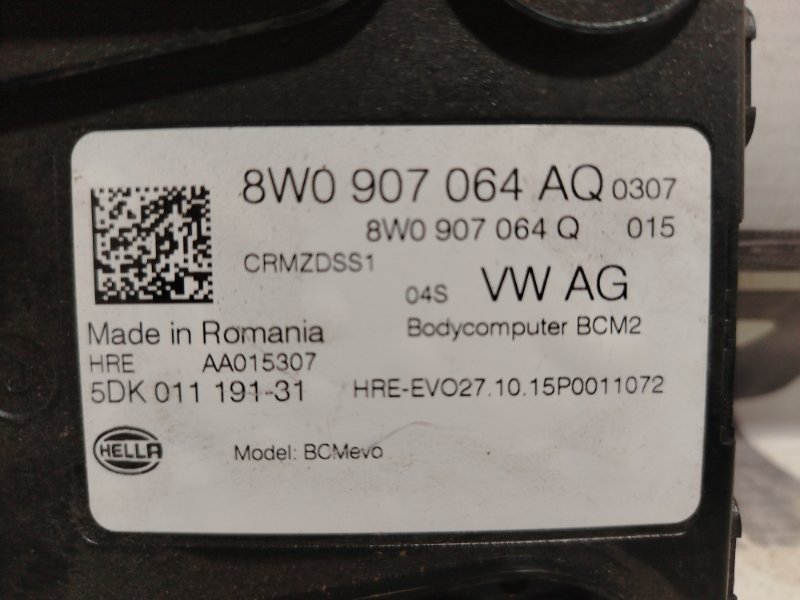 8W0 907 064 AQ 0307
8W0 907 064 Q 015
CRMZDSS1
04S VW AG
Made in Romania Bodycomputer BCM2
HRE AA015307
5DK 011 191-31 HRE-EVO27.10.15P0011072
HELLA Model: BCMevo